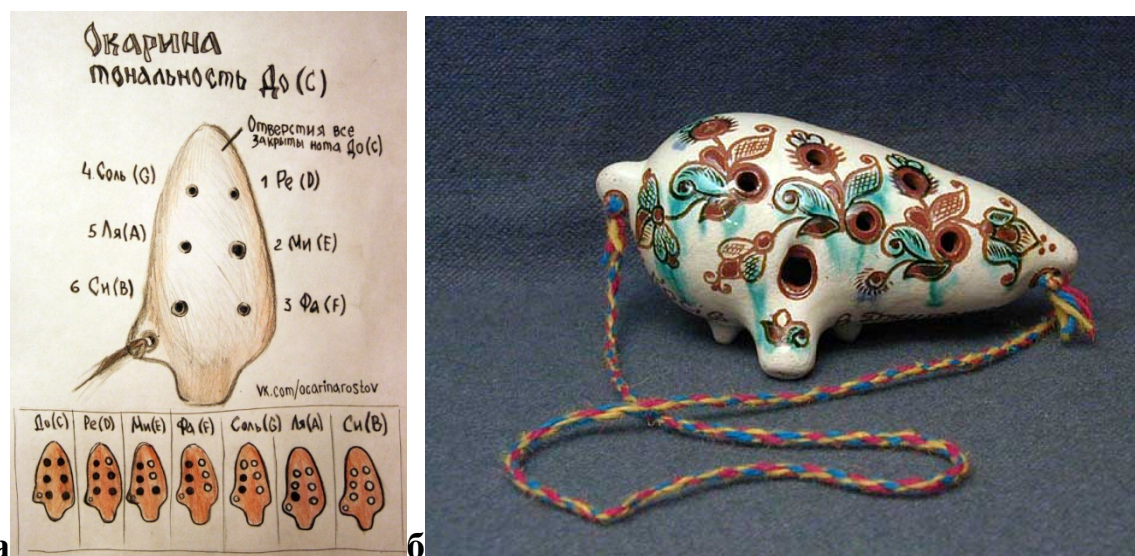 Окарина
тональность До (С)
Отверстия все
закрыты нота До(С)
4. Соль (G)
1 Ре (D)
5 Ля(A)
2 Ми (E)
6 Си(B)
3 Фа(F)
vk.com/ocarinarostov
До(С) Ре(D) Ми(E) Фа(F) Соль(G) Ля(A) Си(B)
а
б